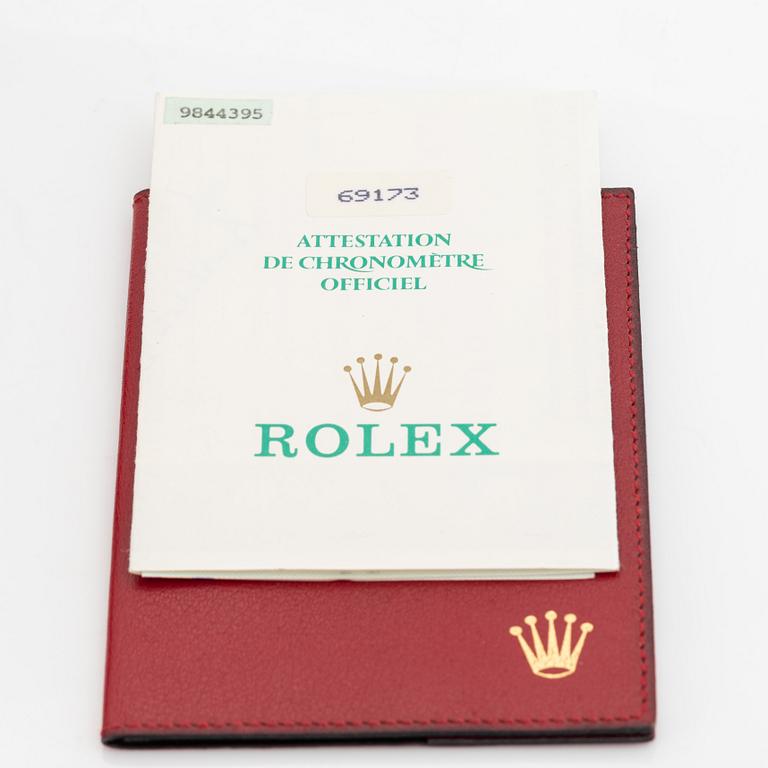 9844395
69173
ATTESTATION
DE CHRONOMÈTRE
OFFICIEL
ROLEX